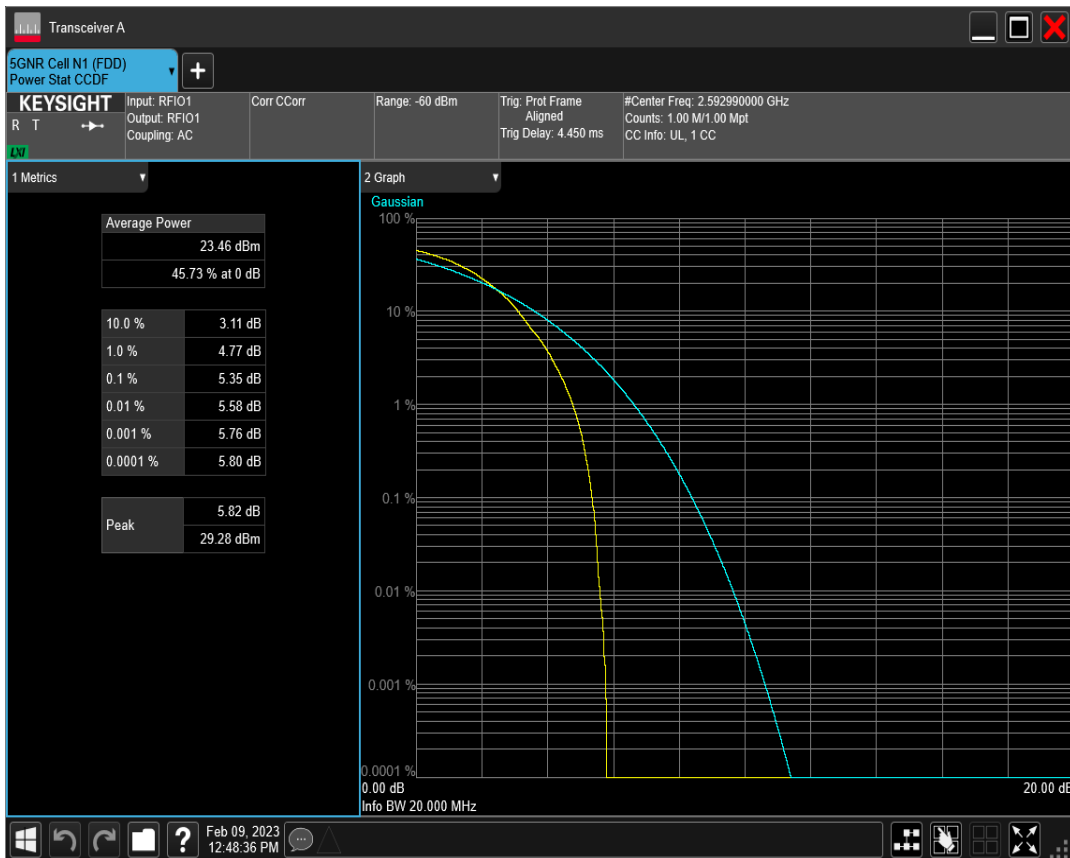 Transceiver A
5GNR Cell N1 (FDD)
Power Stat CCDF
KEYSIGHT
R T
LXI
Input: RFIO1
Output: RFIO1
Coupling: AC
Corr CCorr
Range: -60 dBm
Trig: Prot Frame
Aligned
Trig Delay: 4.450 ms
#Center Freq: 2.592990000 GHz
Counts: 1.00 M/1.00 Mpt
CC Info: UL, 1 CC
1 Metrics
Average Power
23.46 dBm
45.73 % at 0 dB
10.0 % 3.11 dB
1.0 % 4.77 dB
0.1 % 5.35 dB
0.01 % 5.58 dB
0.001 % 5.76 dB
0.0001 % 5.80 dB
Peak
5.82 dB
29.28 dBm
2 Graph
Gaussian
100 %
10 %
1 %
0.1 %
0.01 %
0.001 %
0.0001 %
0.00 dB
20.00 dB
Info BW 20.000 MHz
?
Feb 09, 2023
12:48:36 PM